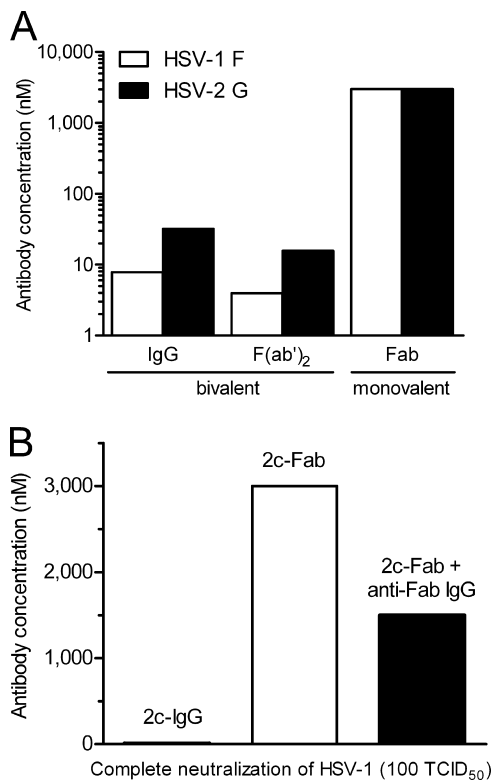 A
Antibody concentration (nM)
10,000
1,000
100
10
1
HSV-1 F
HSV-2 G
IgG
F(ab')₂
Fab
bivalent
monovalent
B
Antibody concentration (nM)
3,000
2,000
1,000
0
2c-IgG
2c-Fab
2c-Fab +
anti-Fab IgG
Complete neutralization of HSV-1 (100 TCID₅₀)